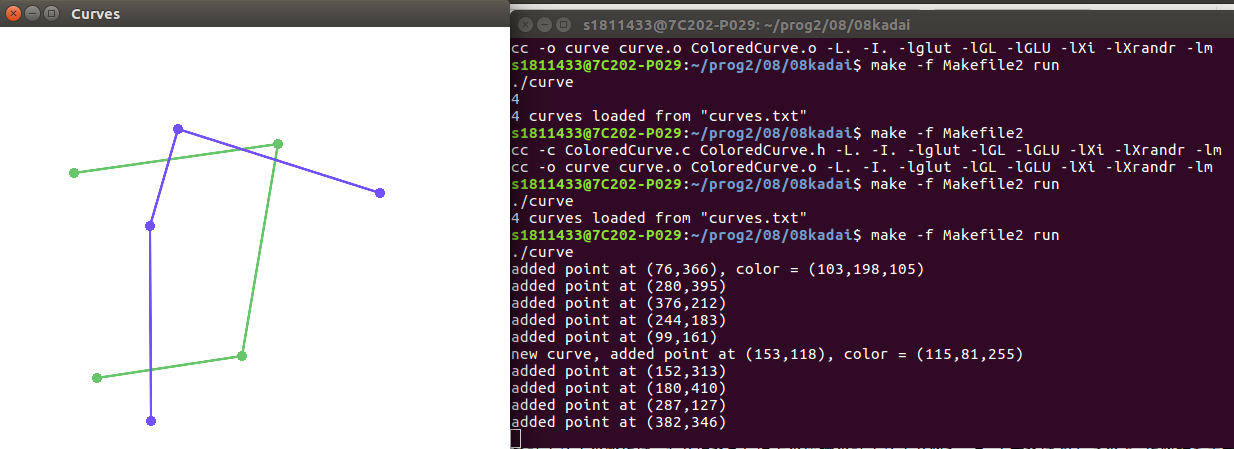 Curves
s1811433@7C202-P029: ~/prog2/08/08kadai
cc -o curve curve.o ColoredCurve.o -L. -I. -lglut -lGL -lGLU -lXi -lXrandr -lm
s1811433@7C202-P029:~/prog2/08/08kadai$ make -f Makefile2 run
./curve
4
4 curves loaded from "curves.txt"
s1811433@7C202-P029:~/prog2/08/08kadai$ make -f Makefile2
cc -c ColoredCurve.c ColoredCurve.h -L. -I. -lglut -lGL -lGLU -lXi -lXrandr -lm
cc -o curve curve.o ColoredCurve.o -L. -I. -lglut -lGL -lGLU -lXi -lXrandr -lm
s1811433@7C202-P029:~/prog2/08/08kadai$ make -f Makefile2 run
./curve
4 curves loaded from "curves.txt"
s1811433@7C202-P029:~/prog2/08/08kadai$ make -f Makefile2 run
./curve
added point at (76,366), color = (103,198,105)
added point at (280,395)
added point at (376,212)
added point at (244,183)
added point at (99,161)
new curve, added point at (153,118), color = (115,81,255)
added point at (152,313)
added point at (180,410)
added point at (287,127)
added point at (382,346)